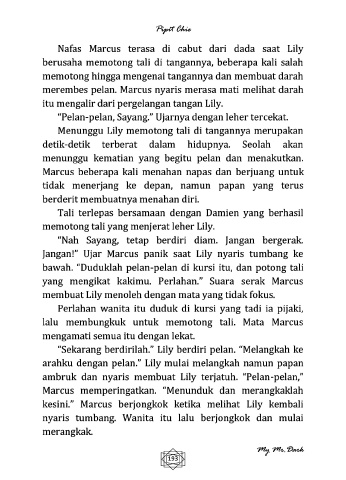 Pipit Chie
Nafas Marcus terasa di cabut dari dada saat Lily
berusaha memotong tali di tangannya, beberapa kali salah
memotong hingga mengenai tangannya dan membuat darah
merembes pelan. Marcus nyaris merasa mati melihat darah
itu mengalir dari pergelangan tangan Lily.
“Pelan-pelan, Sayang.” Ujarnya dengan leher tercekat.
Menunggu Lily memotong tali di tangannya merupakan
detik-detik terberat dalam hidupnya. Seolah akan
menunggu kematian yang begitu pelan dan menakutkan.
Marcus beberapa kali menahan napas dan berjuang untuk
tidak menerjang ke depan, namun papan yang terus
berderit membuatnya menahan diri.
Tali terlepas bersamaan dengan Damien yang berhasil
memotong tali yang menjerat leher Lily.
“Nah Sayang, tetap berdiri diam. Jangan bergerak.
Jangan!” Ujar Marcus panik saat Lily nyaris tumbang ke
bawah. “Duduklah pelan-pelan di kursi itu, dan potong tali
yang mengikat kakimu. Perlahan.” Suara serak Marcus
membuat Lily menoleh dengan mata yang tidak fokus.
Perlahan wanita itu duduk di kursi yang tadi ia pijaki,
lalu membungkuk untuk memotong tali. Mata Marcus
mengamati semua itu dengan lekat.
“Sekarang berdirilah.” Lily berdiri pelan. “Melangkah ke
arahku dengan pelan.” Lily mulai melangkah namun papan
ambruk dan nyaris membuat Lily terjatuh. “Pelan-pelan,”
Marcus memperingatkan. “Menunduk dan merangkaklah
kesini.” Marcus berjongkok ketika melihat Lily kembali
nyaris tumbang. Wanita itu lalu berjongkok dan mulai
merangkak.
193
My Mr. Dark